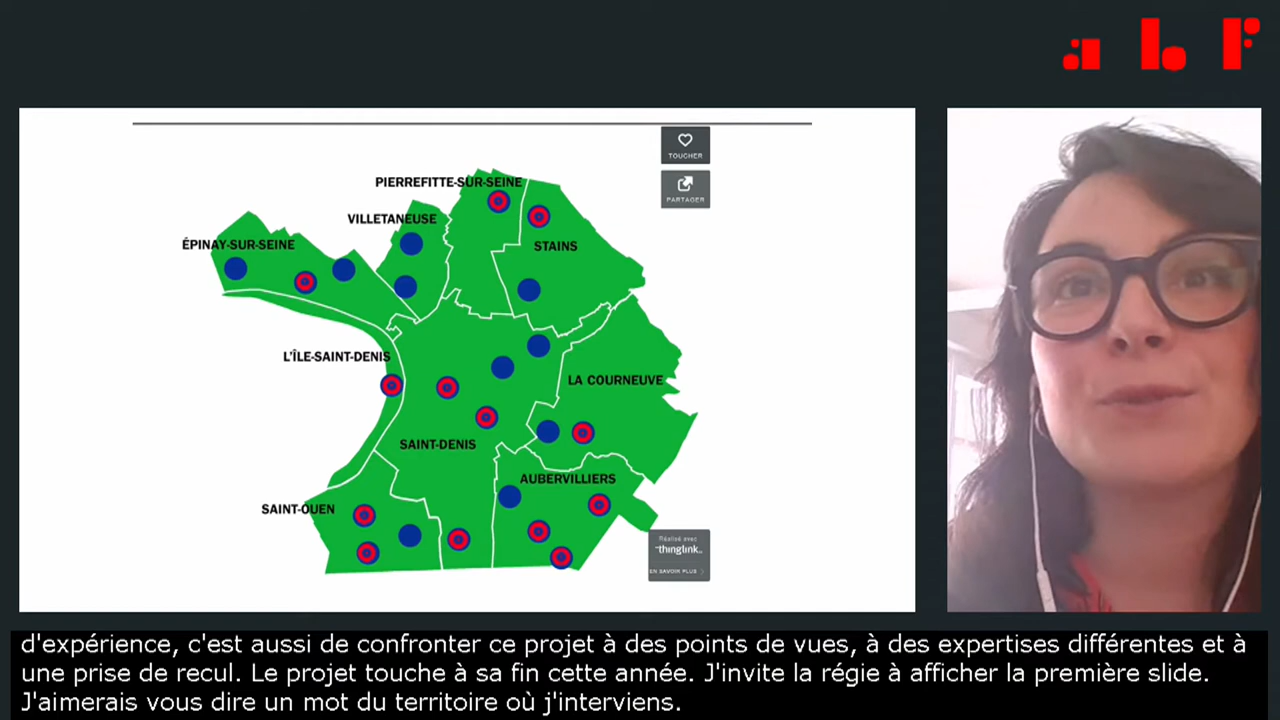 abf
TOUCHER
PARTAGER
PIERREFITTE-SUR-SEINE
VILLETANEUSE
ÉPINAY-SUR-SEINE
STAINS
L'ÎLE-SAINT-DENIS
LA COURNEUVE
SAINT-DENIS
AUBERVILLIERS
SAINT-OUEN
Réalisé avec
thinglink..
EN SAVOIR PLUS >
d'expérience, c'est aussi de confronter ce projet à des points de vues, à des expertises différentes et à
une prise de recul. Le projet touche à sa fin cette année. J'invite la régie à afficher la première slide.
J'aimerais vous dire un mot du territoire où j'interviens.